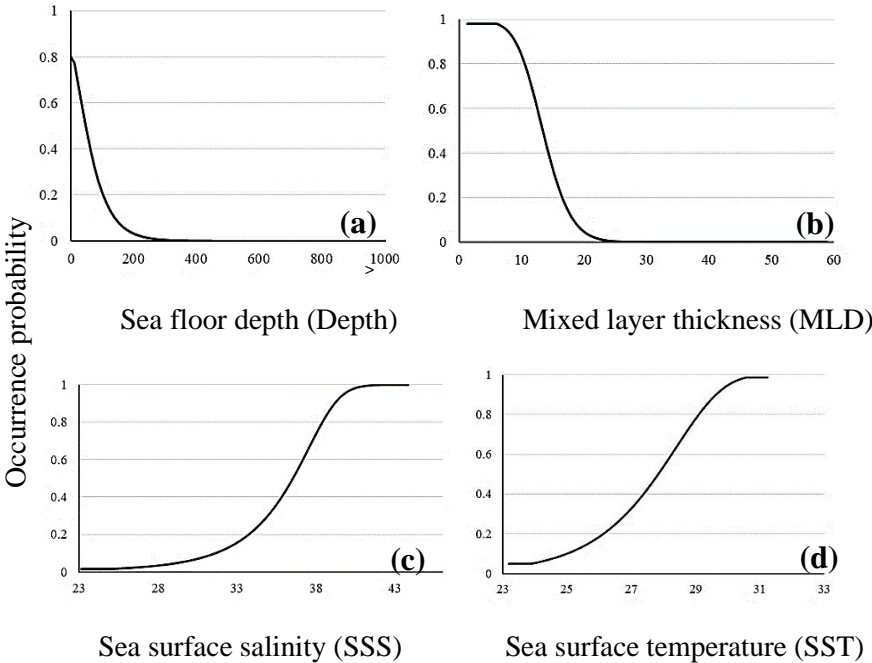 Occurrence probability
1
0.8
0.6
0.4
0.2
0
0 200 400 600 800 1000
>
(a)
Sea floor depth (Depth)
1
0.8
0.6
0.4
0.2
0
0 10 20 30 40 50 60
(b)
Mixed layer thickness (MLD)
1
0.8
0.6
0.4
0.2
0
23 28 33 38 43
(c)
Sea surface salinity (SSS)
1
0.8
0.6
0.4
0.2
0
23 25 27 29 31 33
(d)
Sea surface temperature (SST)